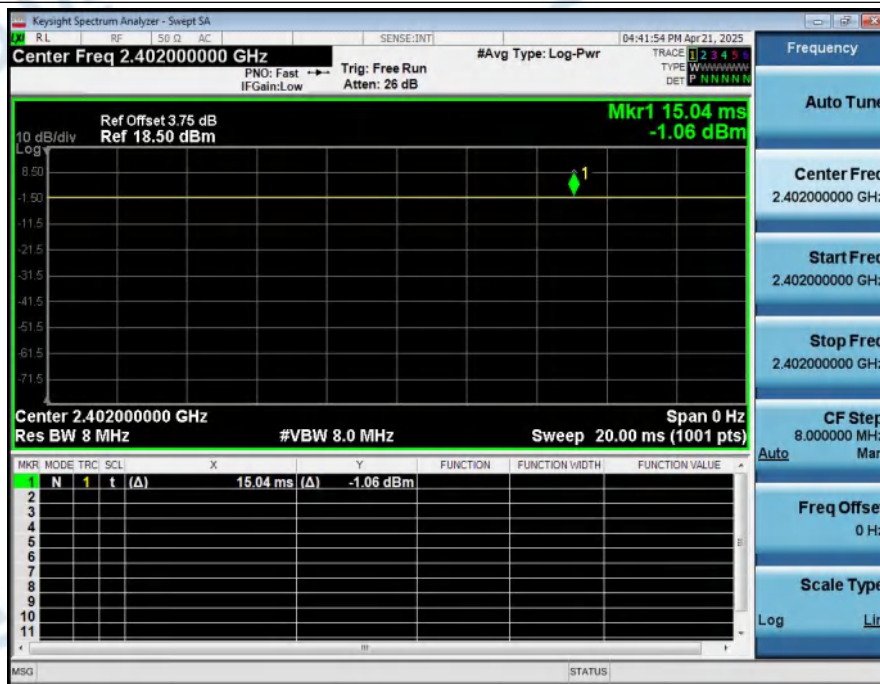 Keysight Spectrum Analyzer - Swept SA
RL RF 50 Ω AC SENSE:INT 04:41:54 PM Apr 21, 2025
Center Freq 2.402000000 GHz
PNO: Fast
IFGain:Low
Trig: Free Run
Atten: 26 dB
#Avg Type: Log-Pwr
TRACE 1 2 3 4 5 6
TYPE WWWWWW
DET P N N N N N
Mkr1 15.04 ms
-1.06 dBm
Ref Offset 3.75 dB
10 dB/div Ref 18.50 dBm
Log
1
8.50
-1.50
-11.5
-21.5
-31.5
-41.5
-51.5
-61.5
-71.5
Center 2.402000000 GHz Span 0 Hz
Res BW 8 MHz #VBW 8.0 MHz Sweep 20.00 ms (1001 pts)
MKR MODE TRC SCL X Y FUNCTION FUNCTION WIDTH FUNCTION VALUE
1 N 1 t (Δ) 15.04 ms (Δ) -1.06 dBm
2
3
4
5
6
7
8
9
10
11
MSG STATUS
Frequency
Auto Tune
Center Freq
2.402000000 GHz
Start Freq
2.402000000 GHz
Stop Freq
2.402000000 GHz
CF Step
8.000000 MHz
Auto Man
Freq Offset
0 Hz
Scale Type
Log Lin